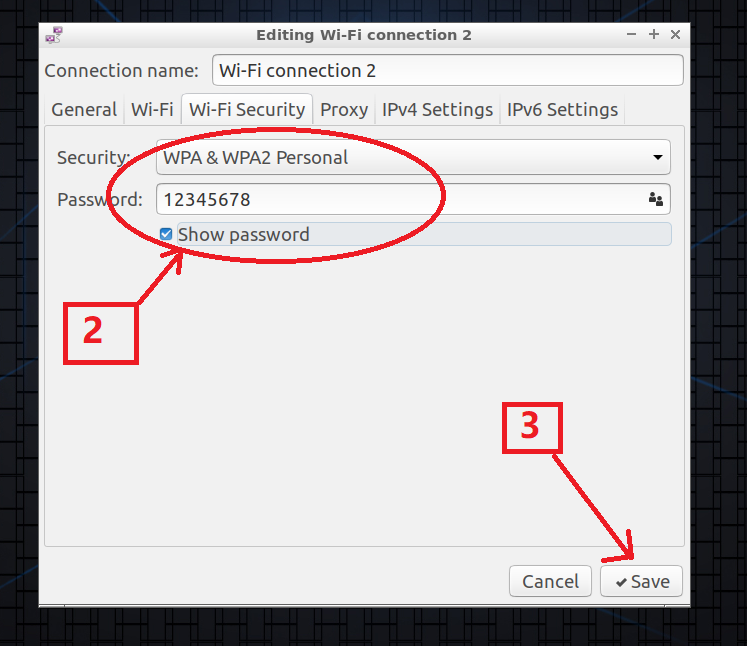 Editing Wi-Fi connection 2
Connection name: Wi-Fi connection 2
General Wi-Fi Wi-Fi Security Proxy IPv4 Settings IPv6 Settings
Security: WPA & WPA2 Personal
Password: 12345678
Show password
2
3
Cancel Save